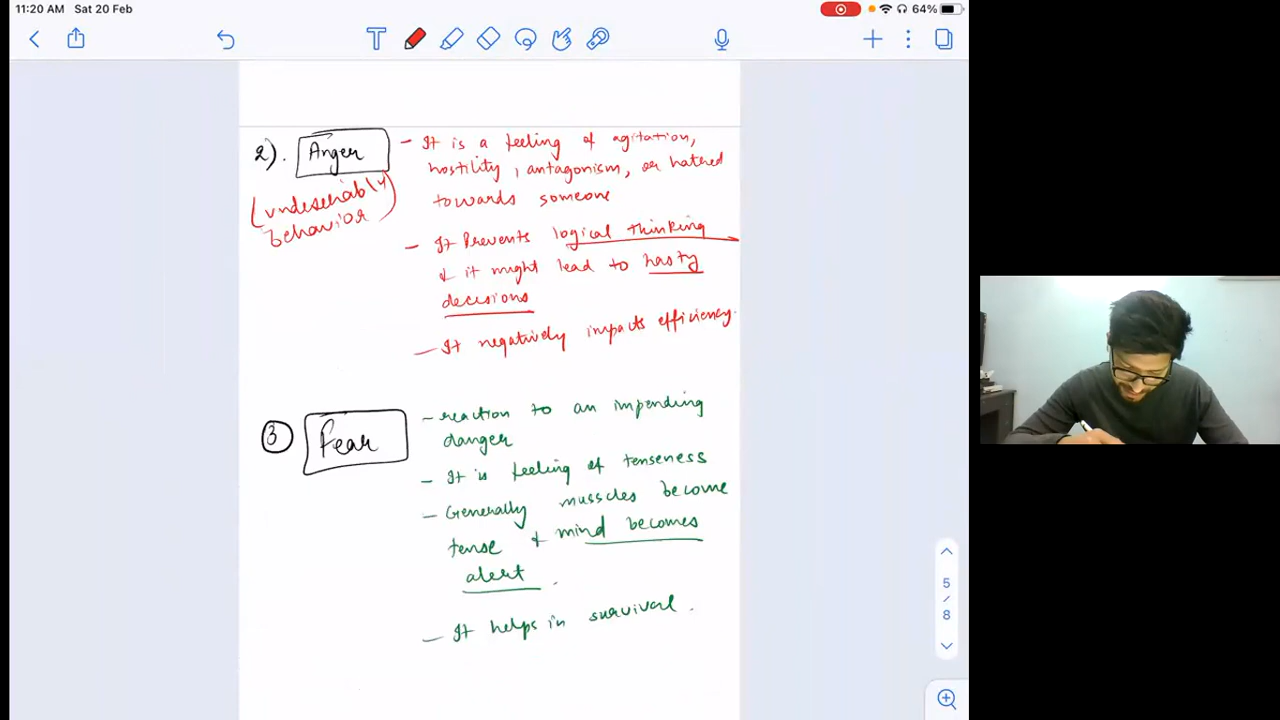 11:20 AM Sat 20 Feb
64%
2). Anger
(undesirably
behavior)
- It is a feeling of agitation,
hostility, antagonism, or hatred
towards someone
- It Prevents logical thinking
& it might lead to hasty
decisions
- It negatively impacts efficiency.
3 Fear
- reaction to an impending
danger
- It is feeling of tenseness
- Generally muscles become
tense & mind becomes
alert.
- It helps in survival.
5
/
8